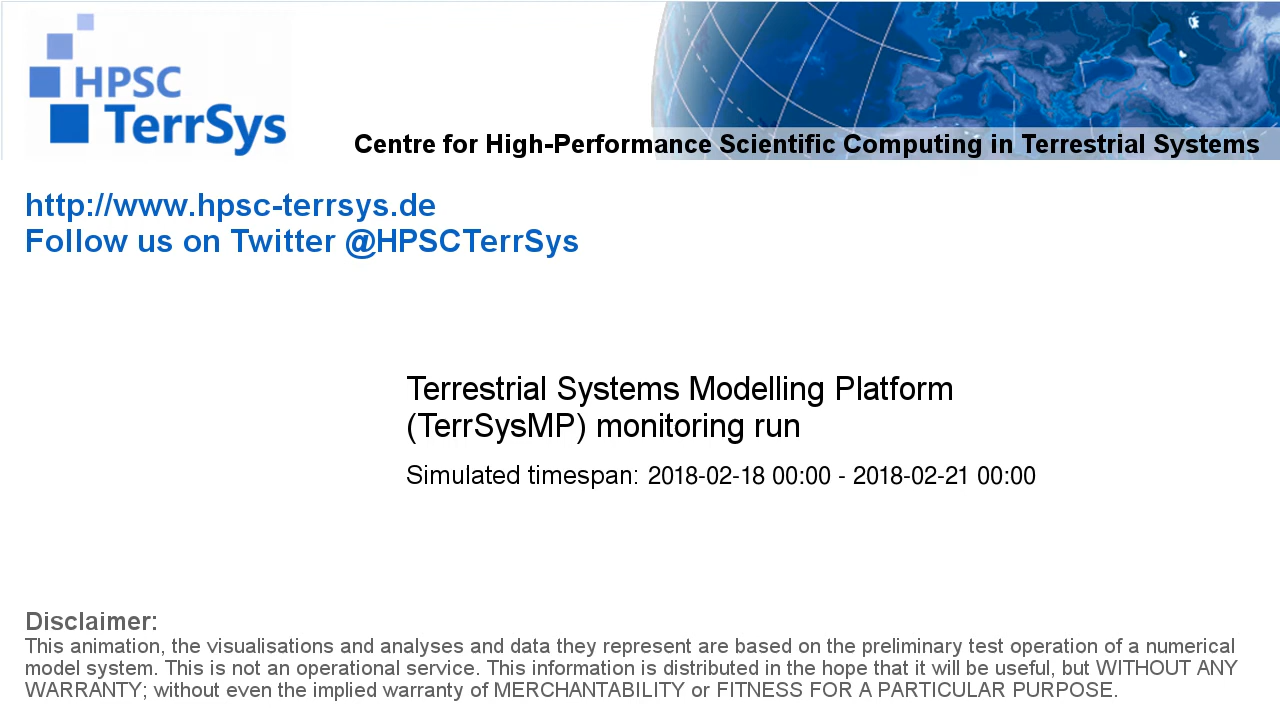 HPSC
TerrSys
Centre for High-Performance Scientific Computing in Terrestrial Systems
http://www.hpsc-terrsys.de
Follow us on Twitter @HPSCTerrSys
Terrestrial Systems Modelling Platform
(TerrSysMP) monitoring run
Simulated timespan: 2018-02-18 00:00 - 2018-02-21 00:00
Disclaimer:
This animation, the visualisations and analyses and data they represent are based on the preliminary test operation of a numerical
model system. This is not an operational service. This information is distributed in the hope that it will be useful, but WITHOUT ANY
WARRANTY; without even the implied warranty of MERCHANTABILITY or FITNESS FOR A PARTICULAR PURPOSE.